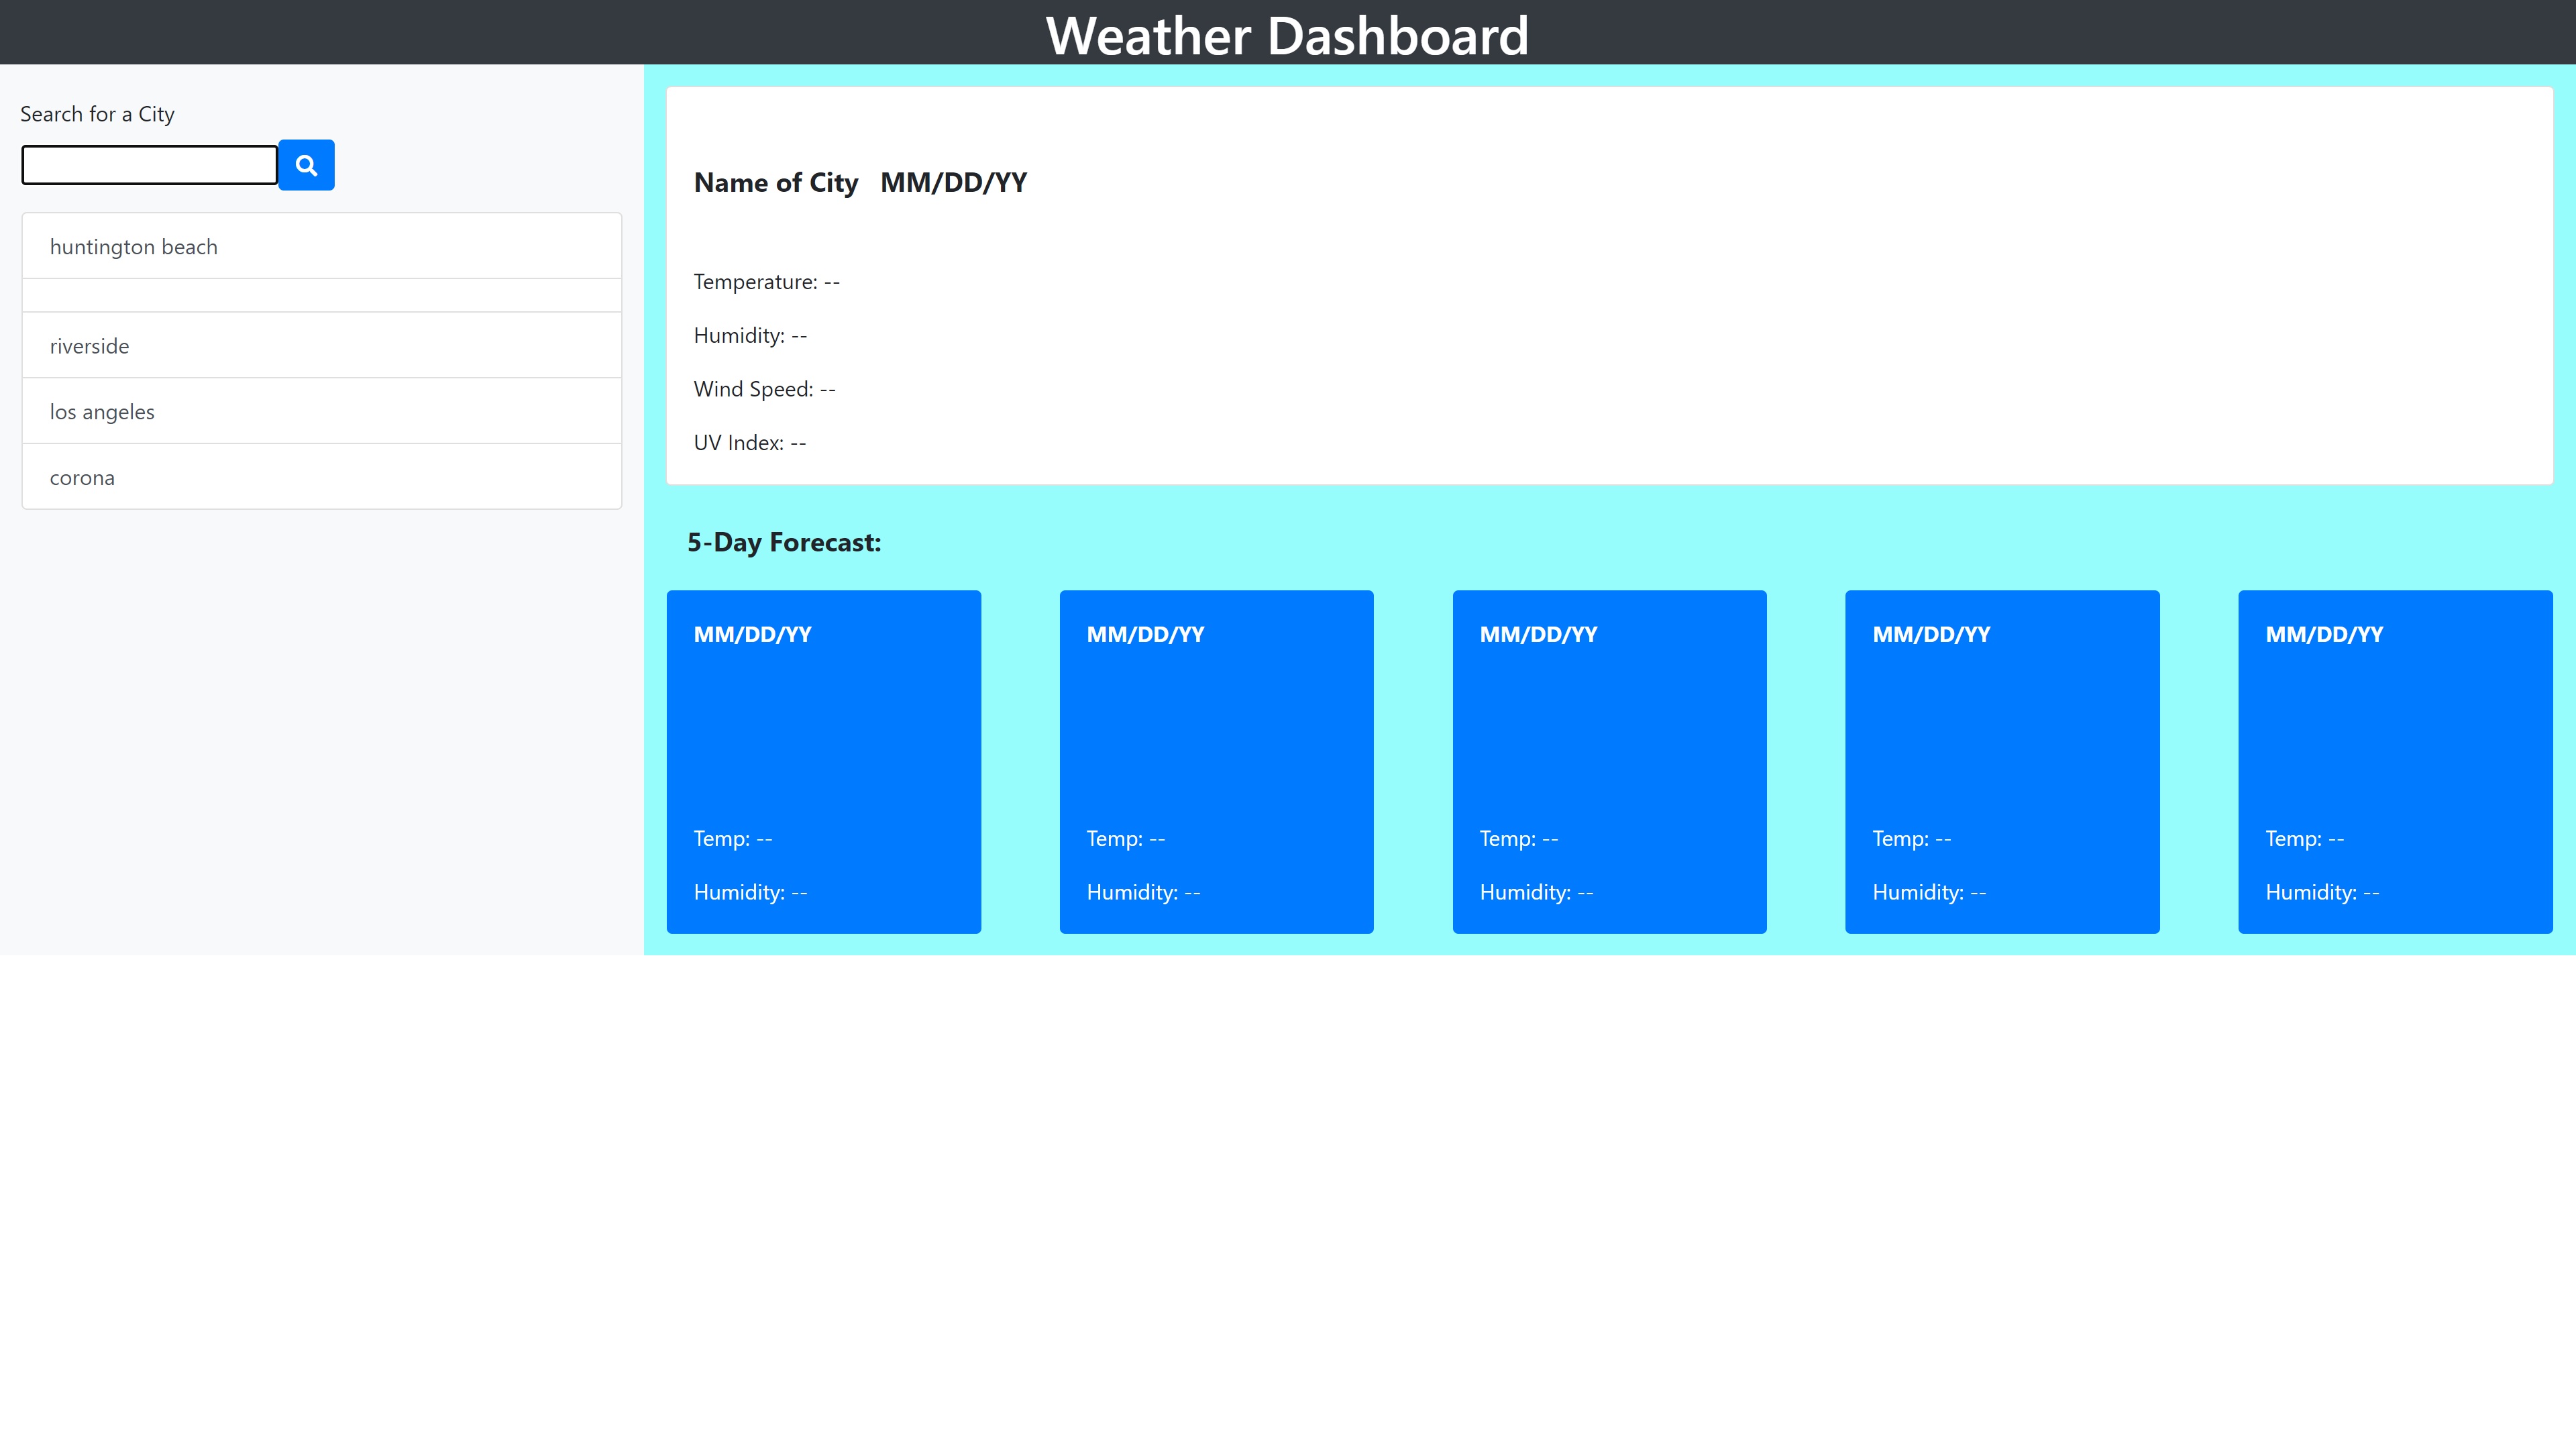 Weather Dashboard
Search for a City
huntington beach
riverside
los angeles
corona
Name of City MM/DD/YY
Temperature: --
Humidity: --
Wind Speed: --
UV Index: --
5-Day Forecast:
MM/DD/YY
Temp: --
Humidity: --
MM/DD/YY
Temp: --
Humidity: --
MM/DD/YY
Temp: --
Humidity: --
MM/DD/YY
Temp: --
Humidity: --
MM/DD/YY
Temp: --
Humidity: --